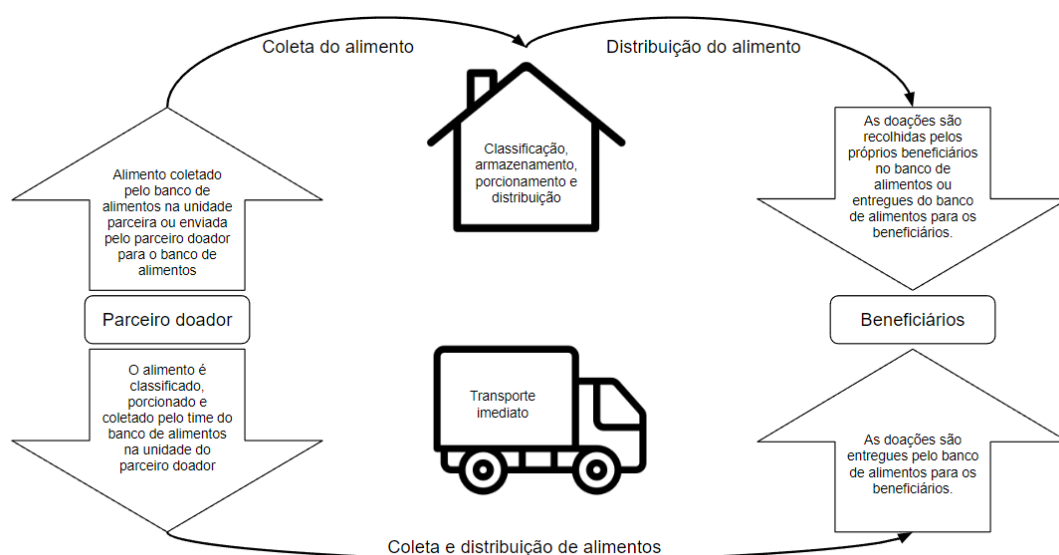 Coleta do alimento
Distribuição do alimento
Alimento coletado
pelo banco de
alimentos na unidade
parceira ou enviada
pelo parceiro doador
para o banco de
alimentos
Classificação,
armazenamento,
porcionamento e
distribuição
As doações são
recolhidas pelos
próprios beneficiários
no banco de
alimentos ou
entregues do banco
de alimentos para os
beneficiários.
Parceiro doador
Beneficiários
O alimento é
classificado,
porcionado e
coletado pelo time do
banco de alimentos
na unidade do
parceiro doador
Transporte
imediato
As doações são
entregues pelo banco
de alimentos para os
beneficiários.
Coleta e distribuição de alimentos